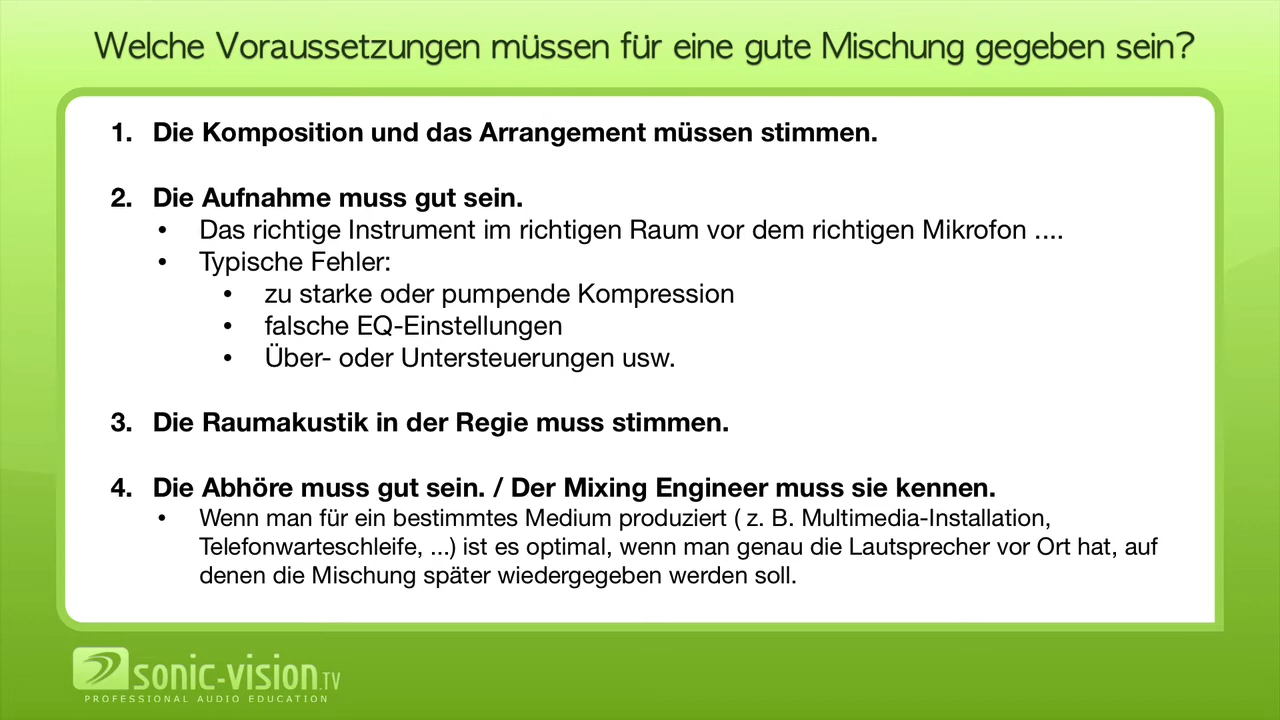 Welche Voraussetzungen müssen für eine gute Mischung gegeben sein?
1. Die Komposition und das Arrangement müssen stimmen.
2. Die Aufnahme muss gut sein.
• Das richtige Instrument im richtigen Raum vor dem richtigen Mikrofon ....
• Typische Fehler:
• zu starke oder pumpende Kompression
• falsche EQ-Einstellungen
• Über- oder Untersteuerungen usw.
3. Die Raumakustik in der Regie muss stimmen.
4. Die Abhöre muss gut sein. / Der Mixing Engineer muss sie kennen.
• Wenn man für ein bestimmtes Medium produziert ( z. B. Multimedia-Installation,
Telefonwarteschleife, ...) ist es optimal, wenn man genau die Lautsprecher vor Ort hat, auf
denen die Mischung später wiedergegeben werden soll.
sonic-vision.TV
PROFESSIONAL AUDIO EDUCATION